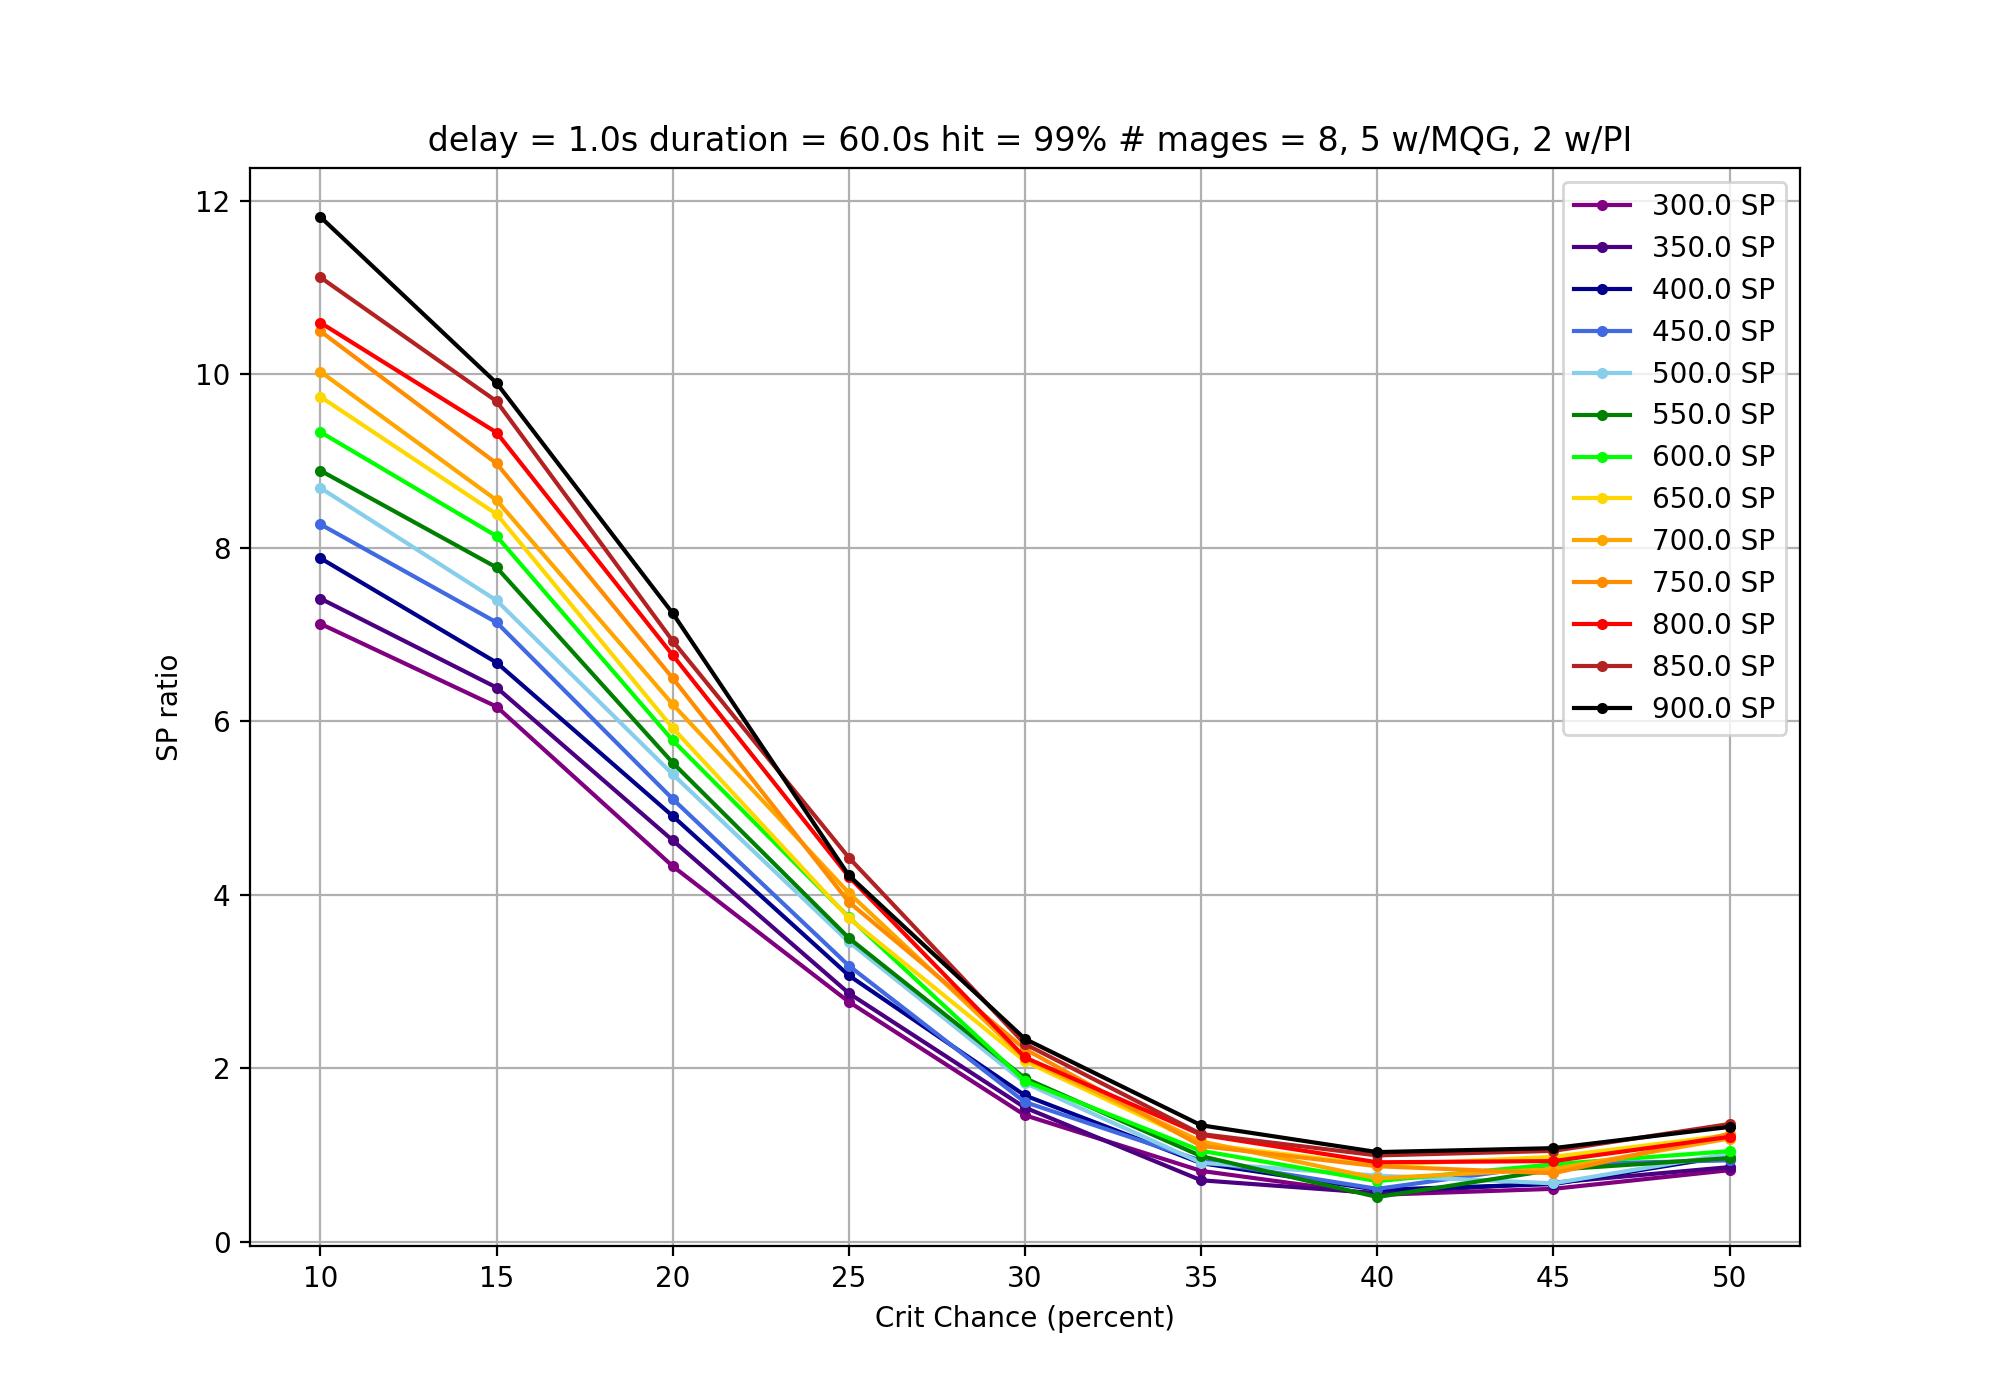 delay = 1.0s duration = 60.0s hit = 99% # mages = 8, 5 w/MQG, 2 w/PI
12
10
8
6
4
2
0
SP ratio
300.0 SP
350.0 SP
400.0 SP
450.0 SP
500.0 SP
550.0 SP
600.0 SP
650.0 SP
700.0 SP
750.0 SP
800.0 SP
850.0 SP
900.0 SP
10 15 20 25 30 35 40 45 50
Crit Chance (percent)